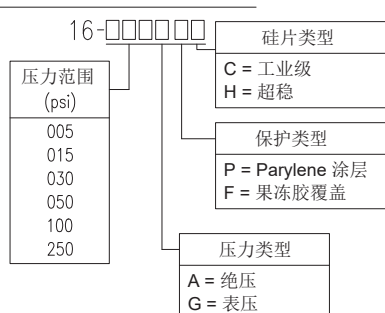 16-□□□□□□
硅片类型
C = 工业级
H = 超稳
压力范围
(psi)
005
015
030
050
100
250
保护类型
P = Parylene 涂层
F = 果冻胶覆盖
压力类型
A = 绝压
G = 表压